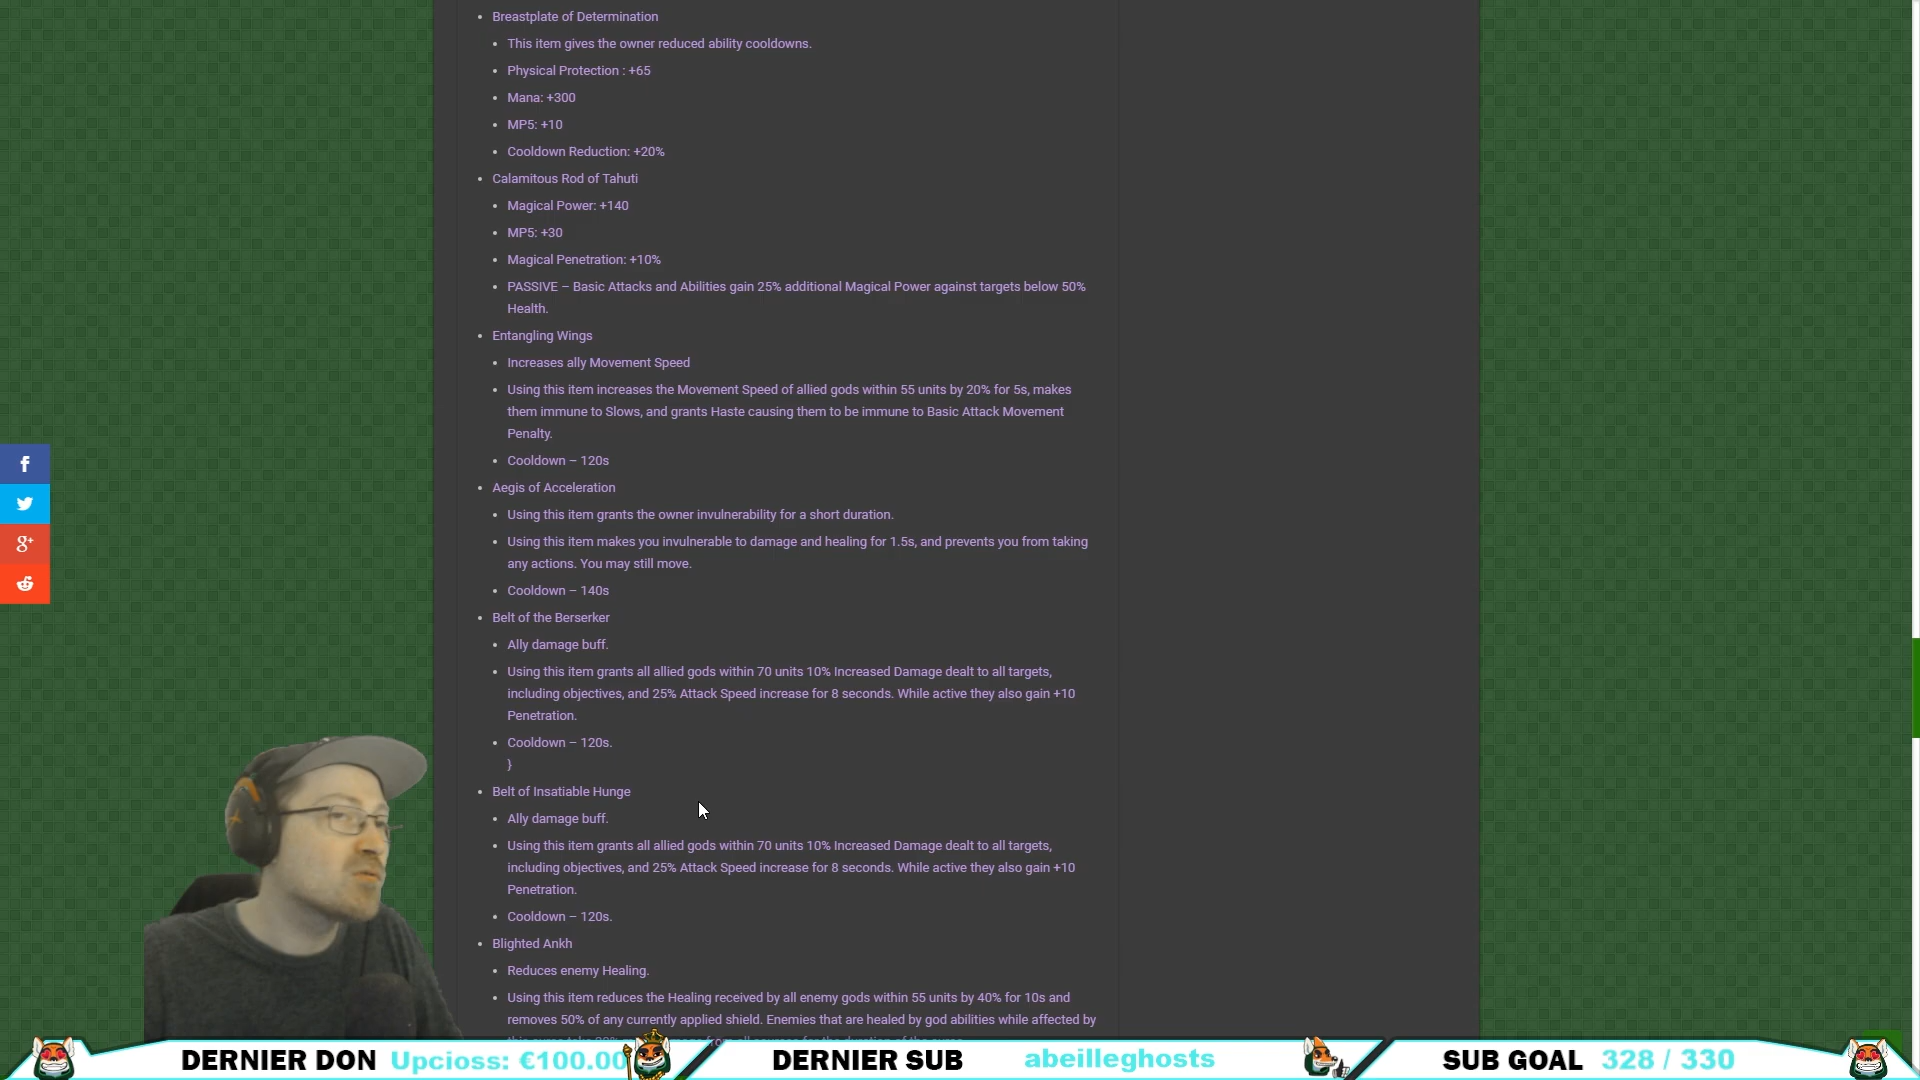 Breastplate of Determination
This item gives the owner reduced ability cooldowns.
Physical Protection : +65
Mana: +300
MP5: +10
Cooldown Reduction: +20%
Calamitous Rod of Tahuti
Magical Power: +140
MP5: +30
Magical Penetration: +10%
PASSIVE – Basic Attacks and Abilities gain 25% additional Magical Power against targets below 50%
Health.
Entangling Wings
Increases ally Movement Speed
Using this item increases the Movement Speed of allied gods within 55 units by 20% for 5s, makes
them immune to Slows, and grants Haste causing them to be immune to Basic Attack Movement
Penalty.
Cooldown – 120s
Aegis of Acceleration
Using this item grants the owner invulnerability for a short duration.
Using this item makes you invulnerable to damage and healing for 1.5s, and prevents you from taking
any actions. You may still move.
Cooldown – 140s
Belt of the Berserker
Ally damage buff.
Using this item grants all allied gods within 70 units 10% Increased Damage dealt to all targets,
including objectives, and 25% Attack Speed increase for 8 seconds. While active they also gain +10
Penetration.
Cooldown – 120s.
}
Belt of Insatiable Hunge
Ally damage buff.
Using this item grants all allied gods within 70 units 10% Increased Damage dealt to all targets,
including objectives, and 25% Attack Speed increase for 8 seconds. While active they also gain +10
Penetration.
Cooldown – 120s.
Blighted Ankh
Reduces enemy Healing.
Using this item reduces the Healing received by all enemy gods within 55 units by 40% for 10s and
removes 50% of any currently applied shield. Enemies that are healed by god abilities while affected by
DERNIER DON Upcioss: €100.00 DERNIER SUB abeilleghosts SUB GOAL 328 / 330